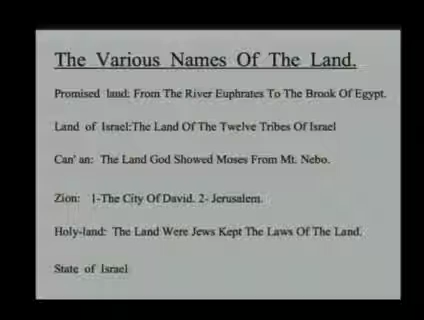 The Various Names Of The Land.
Promised land: From The River Euphrates To The Brook Of Egypt.
Land of Israel:The Land Of The Twelve Tribes Of Israel
Can' an: The Land God Showed Moses From Mt. Nebo.
Zion: 1-The City Of David. 2- Jerusalem.
Holy-land: The Land Were Jews Kept The Laws Of The Land.
State of Israel